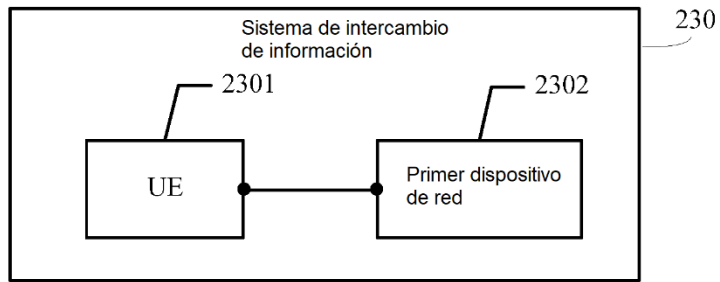 Sistema de intercambio
de información
230
2301
2302
UE
Primer dispositivo
de red